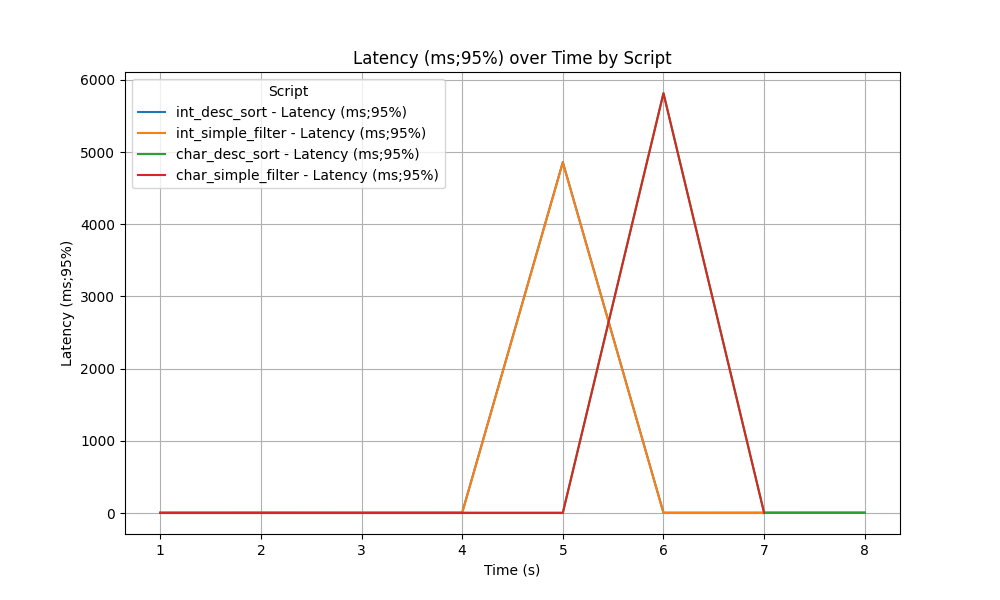 Latency (ms;95%) over Time by Script
Script
int_desc_sort - Latency (ms;95%)
int_simple_filter - Latency (ms;95%)
char_desc_sort - Latency (ms;95%)
char_simple_filter - Latency (ms;95%)
Latency (ms;95%)
6000
5000
4000
3000
2000
1000
0
1 2 3 4 5 6 7 8
Time (s)